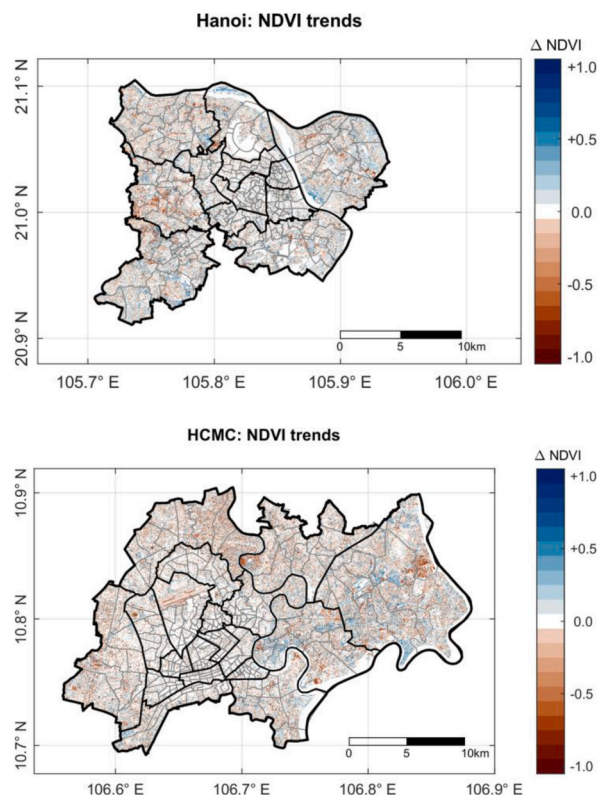 Hanoi: NDVI trends
Δ NDVI
+1.0
+0.5
0.0
-0.5
-1.0
21.1° N
21.0° N
20.9° N
0 5 10km
105.7° E 105.8° E 105.9° E 106.0° E
HCMC: NDVI trends
Δ NDVI
+1.0
+0.5
0.0
-0.5
-1.0
10.9° N
10.8° N
10.7° N
0 5 10km
106.6° E 106.7° E 106.8° E 106.9° E